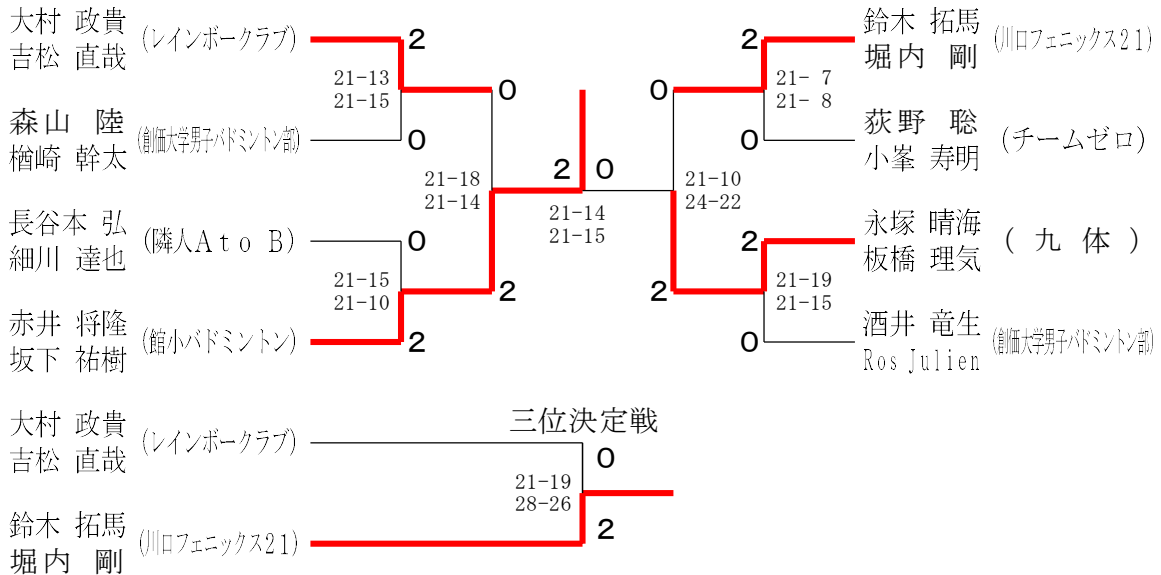 大村 政貴
吉松 直哉
(レインボークラブ)
2
21-13
21-15
森山 陸
楢崎 幹太
(創価大学男子バドミントン部)
0
0
21-18
21-14
長谷本 弘
細川 達也
(隣人AtoB)
0
21-15
21-10
2
赤井 将隆
坂下 祐樹
(館小バドミントン)
2
2
0
21-14
21-15
鈴木 拓馬
堀内 剛
(川口フェニックス21)
2
21- 7
21- 8
0
荻野 聡
小峯 寿明
(チームゼロ)
0
21-10
24-22
永塚 晴海
板橋 理気
(九体)
2
21-19
21-15
2
酒井 竜生
Ros Julien
(創価大学男子バドミントン部)
0
三位決定戦
大村 政貴
吉松 直哉
(レインボークラブ)
0
21-19
28-26
鈴木 拓馬
堀内 剛
(川口フェニックス21)
2